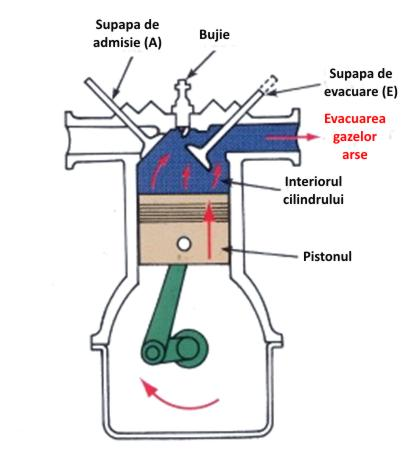 Supapa de
admisie (A)
Bujie
Supapa de
evacuare (E)
Evacuarea
gazelor
arse
Interiorul
cilindrului
Pistonul